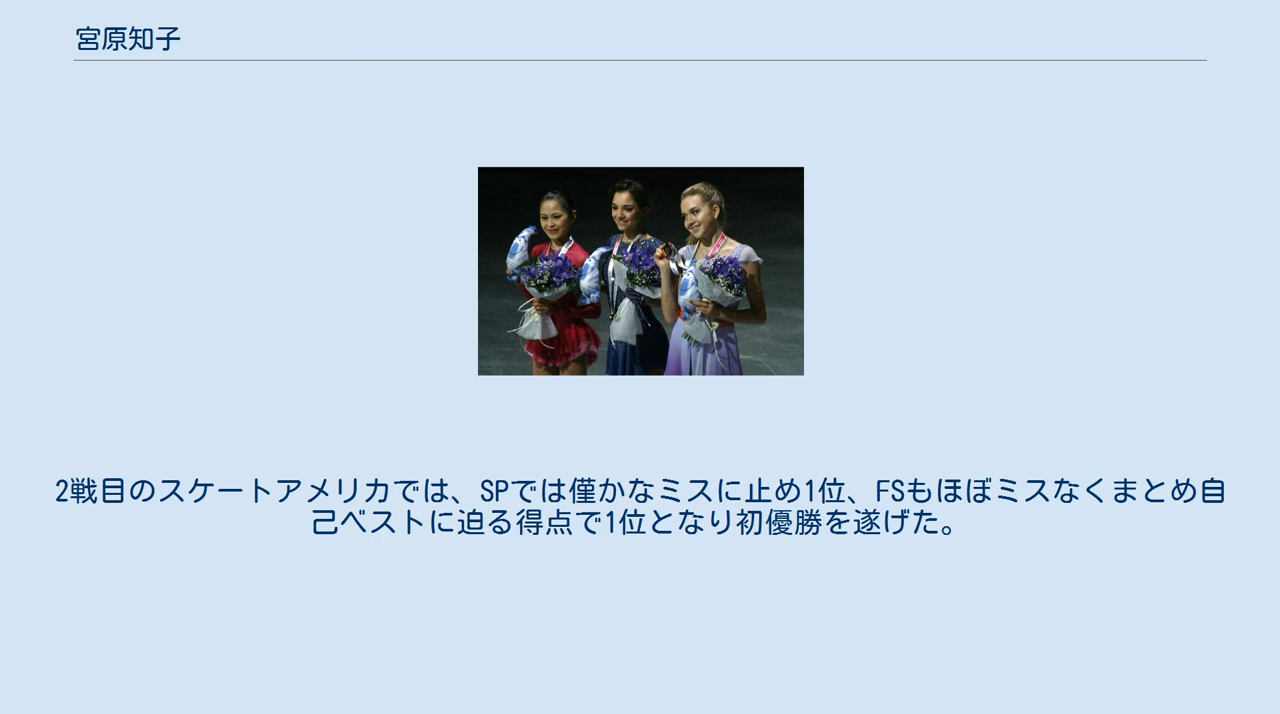 宮原知子
2戦目のスケートアメリカでは、SPでは僅かなミスに止め1位、FSもほぼミスなくまとめ自
己ベストに迫る得点で1位となり初優勝を遂げた。